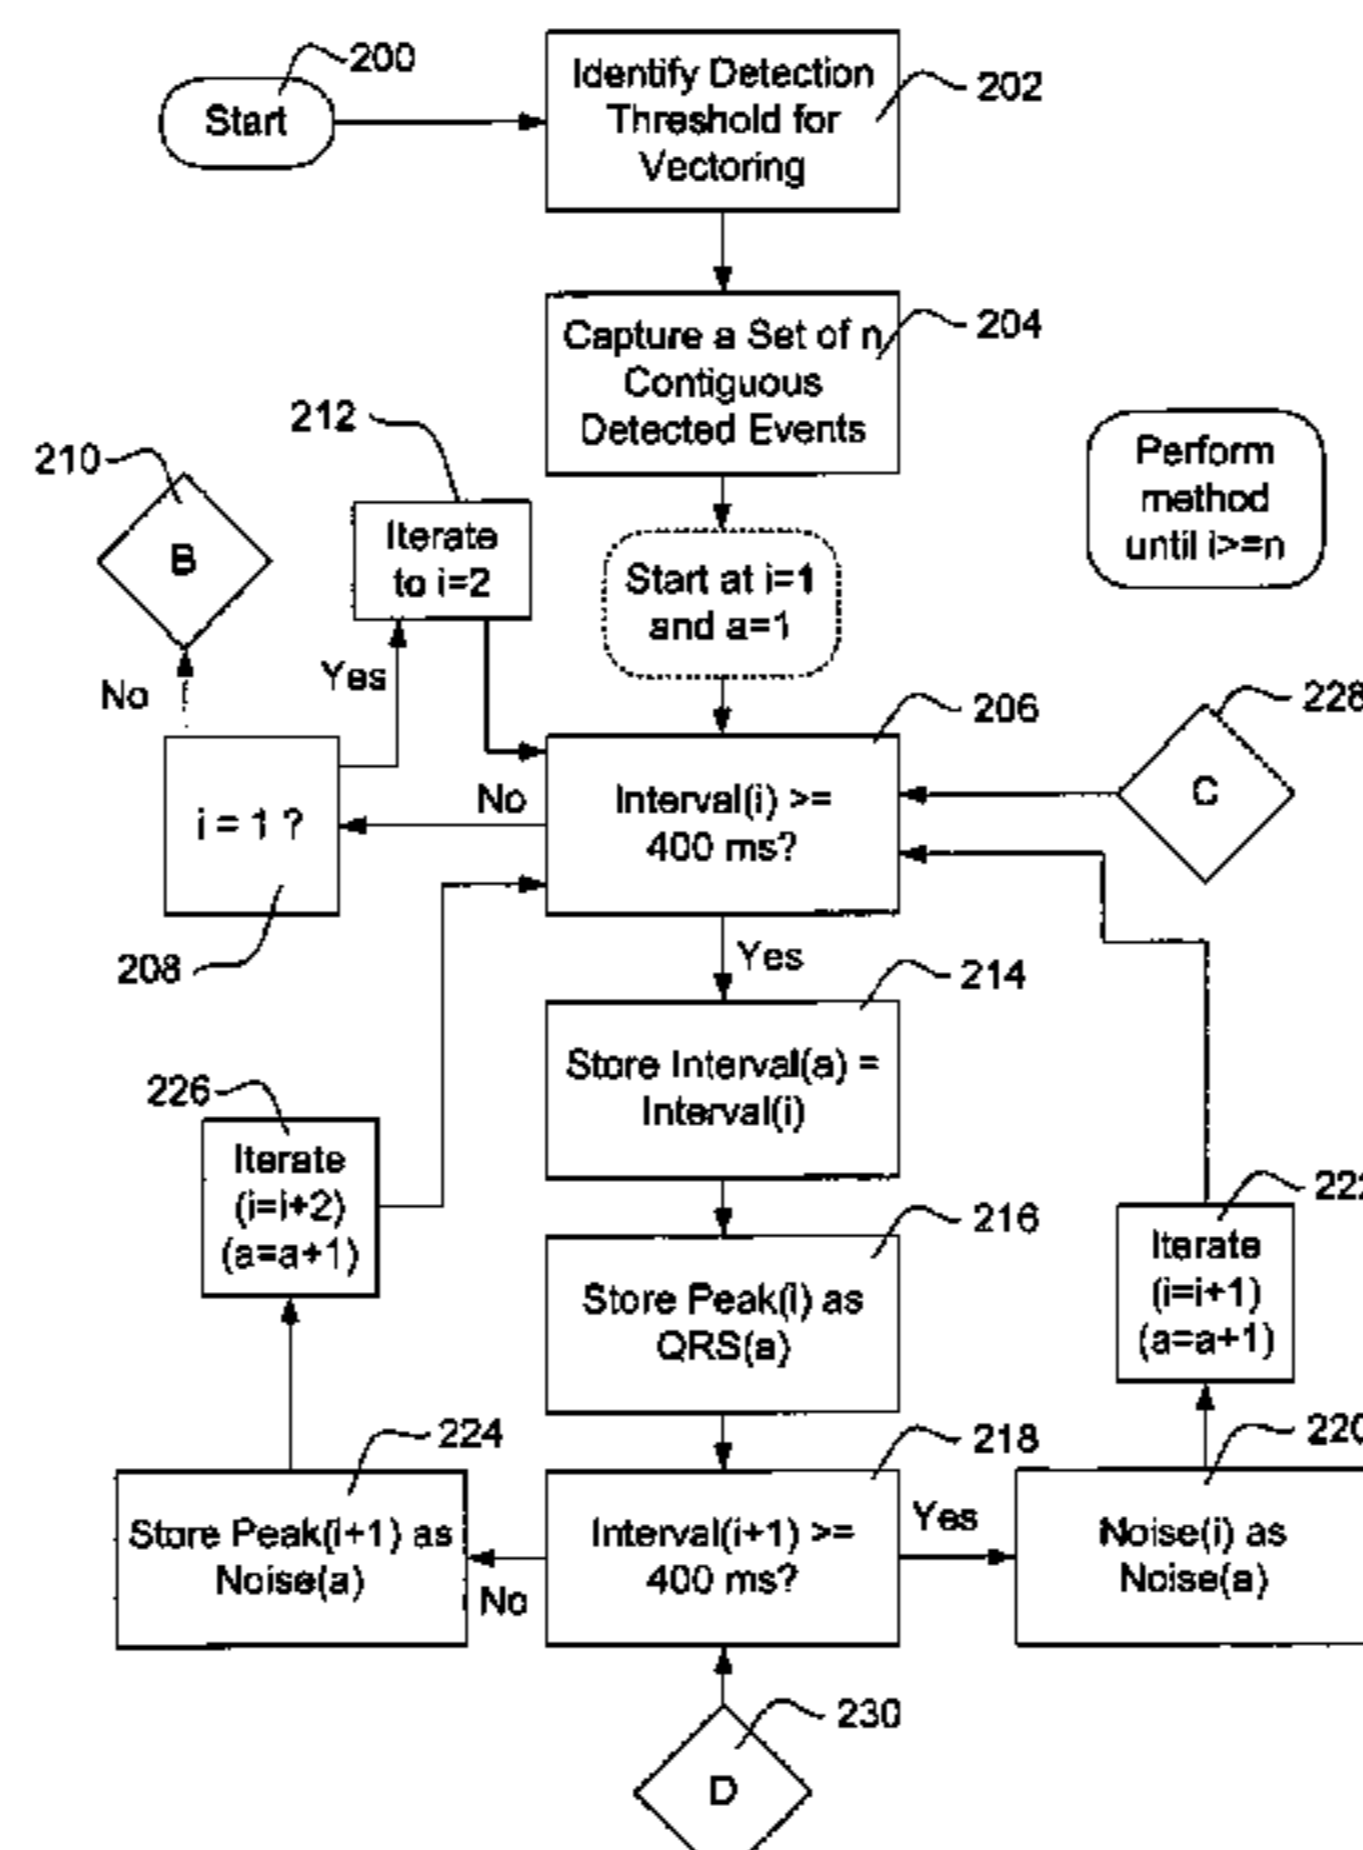 200
Start
Identify Detection
Threshold for
Vectoring
202
Capture a Set of n
Contiguous
Detected Events
204
212
210
B
Iterate
to i=2
Start at i=1
and a=1
Perform
method
until i>=n
No
Yes
206
228
i = 1 ?
No
Interval(i) >=
400 ms?
C
208
Yes
214
Store Interval(a) =
Interval(i)
226
Iterate
(i=i+2)
(a=a+1)
216
Store Peak(i) as
QRS(a)
222
Iterate
(i=i+1)
(a=a+1)
224
218
220
Store Peak(i+1) as
Noise(a)
No
Interval(i+1) >=
400 ms?
Yes
Noise(i) as
Noise(a)
230
D